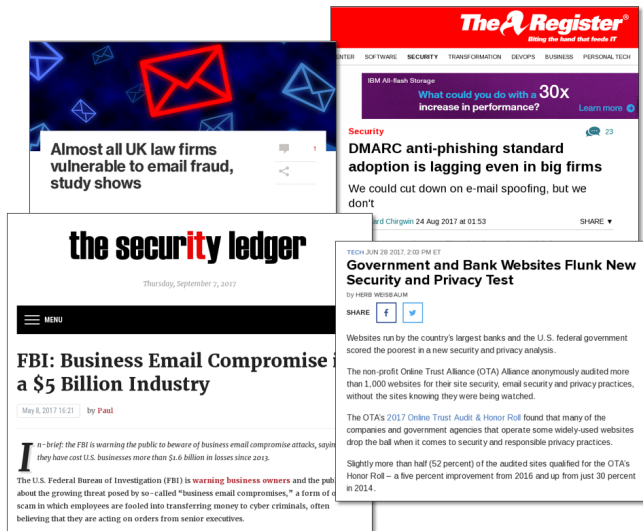 The Register®
Biting the hand that feeds IT
SOFTWARE SECURITY TRANSFORMATION DEVOPS BUSINESS PERSONAL TECH
IBM All-flash Storage
What could you do with a 30x
increase in performance?
Learn more
Security
23
DMARC anti-phishing standard
adoption is lagging even in big firms
We could cut down on e-mail spoofing, but we
don't
Chirgwin 24 Aug 2017 at 01:53
SHARE ▼
Almost all UK law firms
vulnerable to email fraud,
study shows
1
the security ledger
Thursday, September 7, 2017
MENU
FBI: Business Email Compromise
a $5 Billion Industry
May 8, 2017 16:21 by Paul
In-brief: the FBI is warning the public to beware of business email compromise attacks,
they have cost U.S. businesses more than $1.6 billion in losses since 2013.
The U.S. Federal Bureau of Investigation (FBI) is warning business owners and the
about the growing threat posed by so-called "business email compromises," a form of
scam in which employees are fooled into transferring money to cyber criminals, often
believing that they are acting on orders from senior executives.
TECH JUN 28 2017, 2:03 PM ET
Government and Bank Websites Flunk New
Security and Privacy Test
by HERB WEISBAUM
SHARE
Websites run by the country's largest banks and the U.S. federal government
scored the poorest in a new security and privacy analysis.
The non-profit Online Trust Alliance (OTA) Alliance anonymously audited more
than 1,000 websites for their site security, email security and privacy practices,
without the sites knowing they were being watched.
The OTA's 2017 Online Trust Audit & Honor Roll found that many of the
companies and government agencies that operate some widely-used websites
drop the ball when it comes to security and responsible privacy practices.
Slightly more than half (52 percent) of the audited sites qualified for the OTA's
Honor Roll – a five percent improvement from 2016 and up from just 30 percent
in 2014.